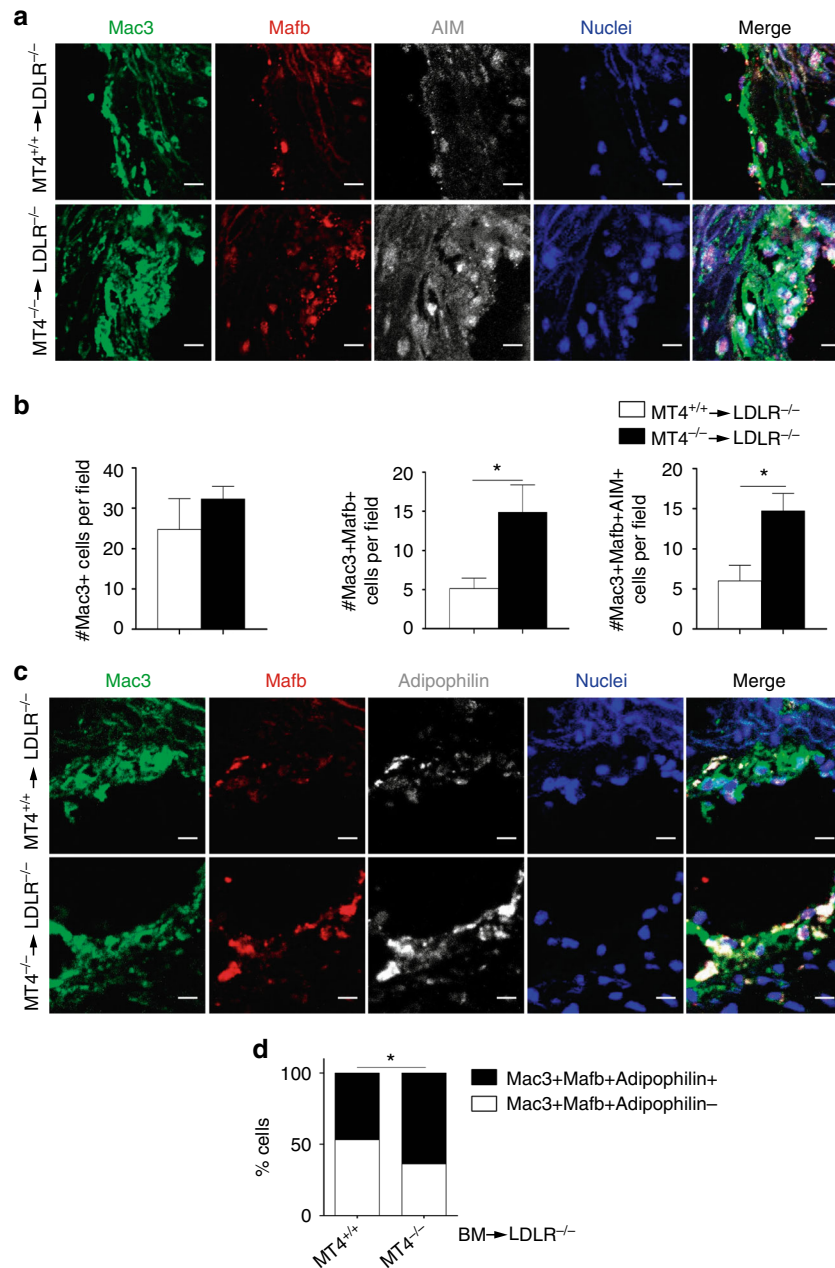 a
Mac3 Mafb AIM Nuclei Merge
MT4+/+ → LDLR−/−
MT4−/− → LDLR−/−
b
MT4+/+ → LDLR−/−
MT4−/− → LDLR−/−
#Mac3+ cells per field
40
30
20
10
0
#Mac3+Mafb+
cells per field
20
15
10
5
0
*
#Mac3+Mafb+AIM+
cells per field
20
15
10
5
0
*
c
Mac3 Mafb Adipophilin Nuclei Merge
MT4+/+ → LDLR−/−
MT4−/− → LDLR−/−
d
*
% cells
100
50
0
Mac3+Mafb+Adipophilin+
Mac3+Mafb+Adipophilin−
MT4+/+ MT4−/−
BM → LDLR−/−